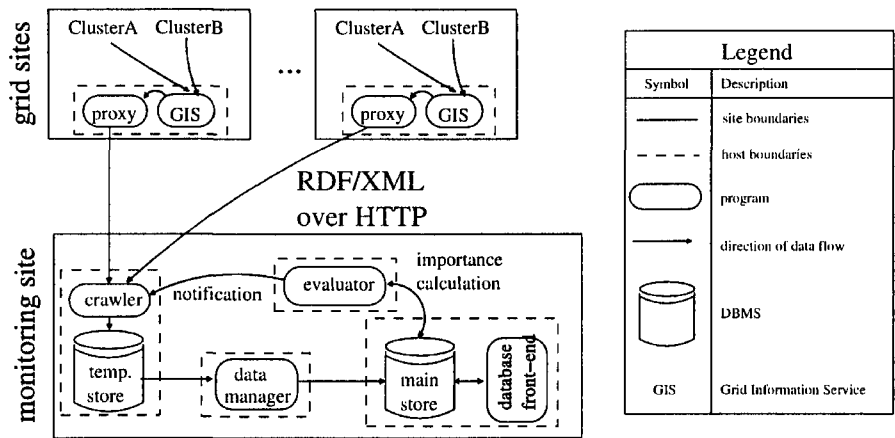 grid sites
ClusterA ClusterB
proxy GIS
...
ClusterA ClusterB
proxy GIS
RDF/XML
over HTTP
monitoring site
crawler
notification
evaluator
importance
calculation
temp.
store
data
manager
main
store
database
front-end
Legend
Symbol Description
site boundaries
host boundaries
program
direction of data flow
DBMS
GIS Grid Information Service